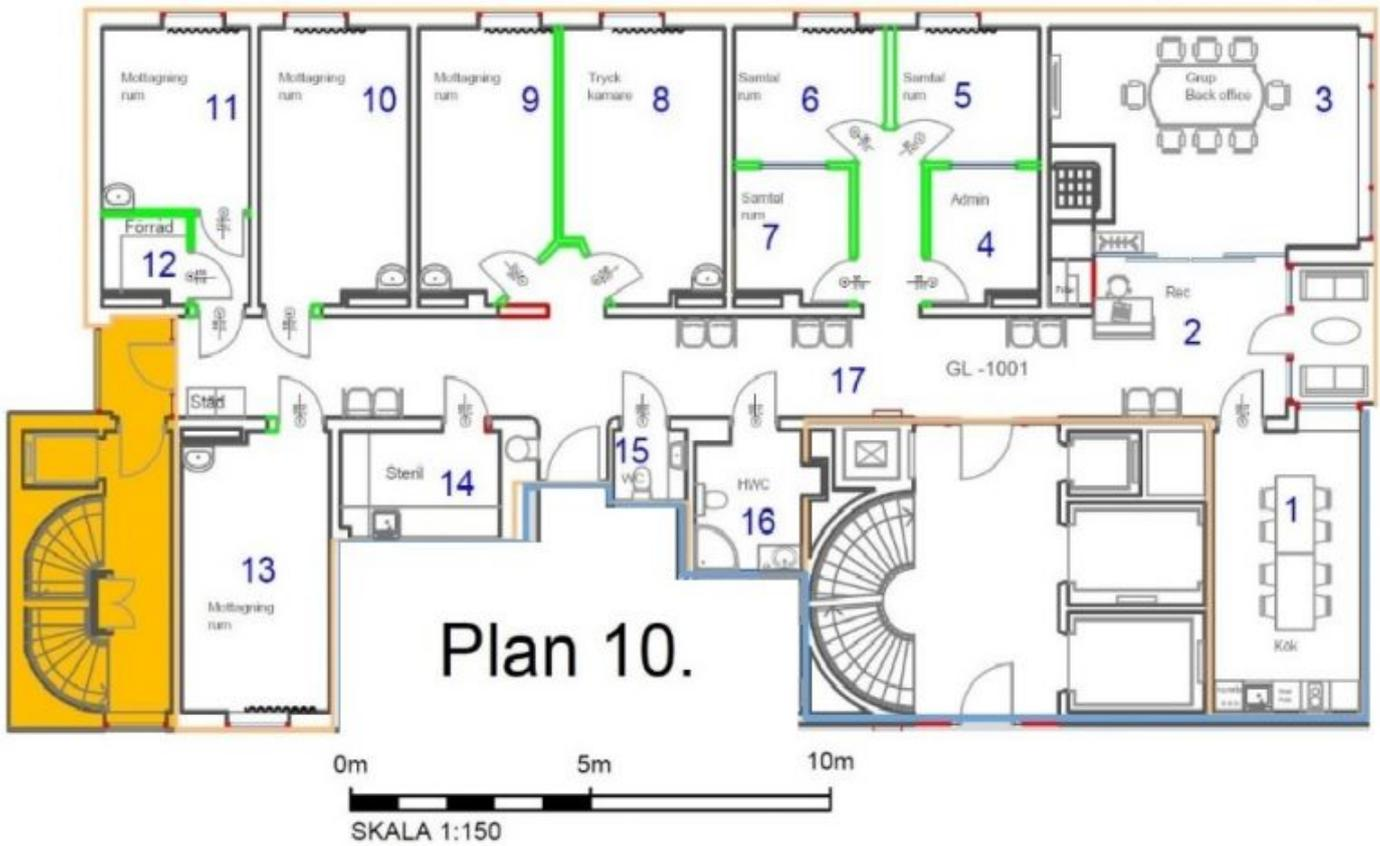 Mottagning
rum
11
Mottagning
rum
10
Mottagning
rum
9
Tryck
kamare
8
Samtal
rum
6
Samtal
rum
5
Grup
Back office
3
Förråd
12
Samtal
rum
7
Admin
4
Rec
2
17
GL -1001
Städ
Steril
14
15
WC
HWC
16
1
Kök
13
Mottagning
rum
Plan 10.
0m 5m 10m
SKALA 1:150